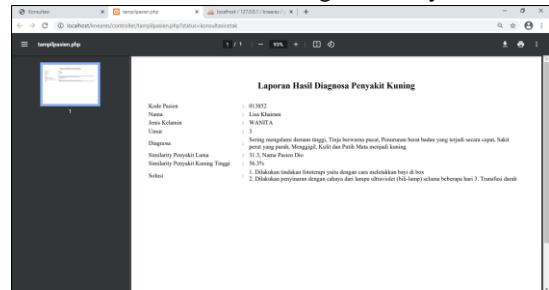 Konsultasi
tampilpasien.php
localhost / 127.0.0.1 / kneares /
localhost/kneares/controller/tampilpasien.php?status=konsultasicetak
tampilpasien.php
1 / 1
93%
1
Laporan Hasil Diagnosa Penyakit Kuning
Kode Pasien : 013852
Nama : Lisa Khairani
Jenis Kelamin : WANITA
Umur : 3
Diagnosa : Sering mengalami demam tinggi, Tinja berwarna pucat, Penurunan berat badan yang terjadi secara cepat, Sakit
perut yang parah, Menggigil, Kulit dan Putih Mata menjadi kuning
Similarity Penyakit Lama : 31.3, Nama Pasien Dio
Similarity Penyakit Kuning Tinggi : 56.3%
Solusi : 1. Dilakukan tindakan fototerapi yaitu dengan cara meletakkan bayi di box
2. Dilakukan penyinaran dengan cahaya dari lampu ultraviolet (bili-lamp) selama beberapa hari 3. Transfusi darah